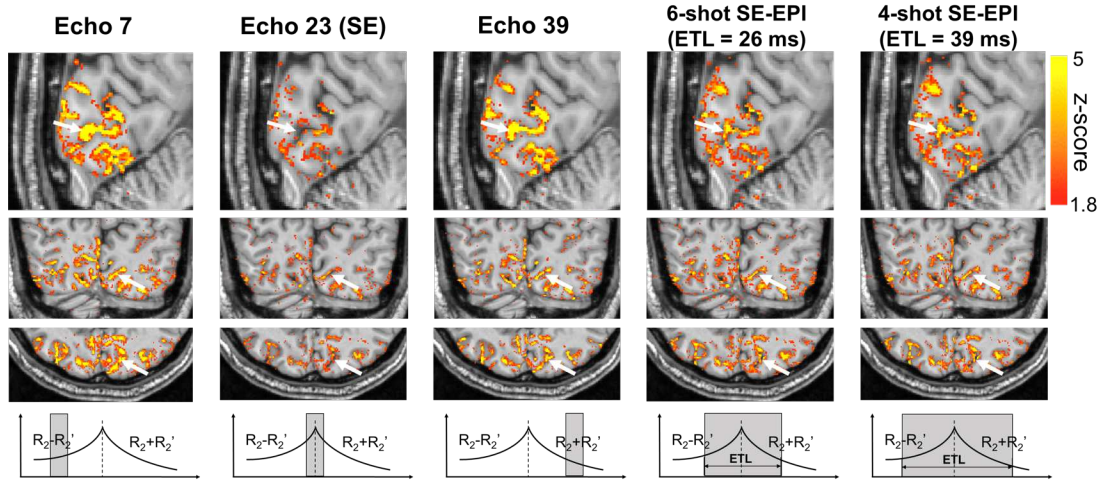 Echo 7
Echo 23 (SE)
Echo 39
6-shot SE-EPI
(ETL = 26 ms)
4-shot SE-EPI
(ETL = 39 ms)
5
z-score
1.8
R₂-R₂'
R₂+R₂'
R₂-R₂'
R₂+R₂'
R₂-R₂'
R₂+R₂'
R₂-R₂'
R₂+R₂'
ETL
R₂-R₂'
R₂+R₂'
ETL